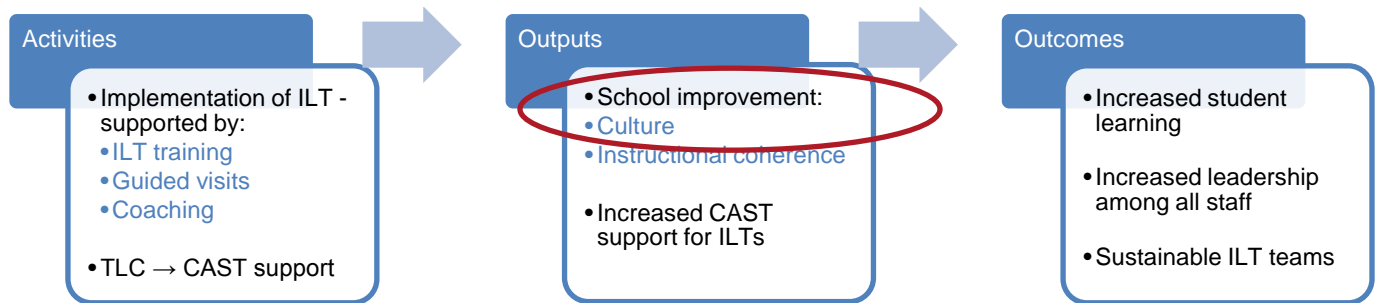 Activities
• Implementation of ILT -
supported by:
• ILT training
• Guided visits
• Coaching
• TLC → CAST support
Outputs
• School improvement:
• Culture
• Instructional coherence
• Increased CAST
support for ILTs
Outcomes
• Increased student
learning
• Increased leadership
among all staff
• Sustainable ILT teams